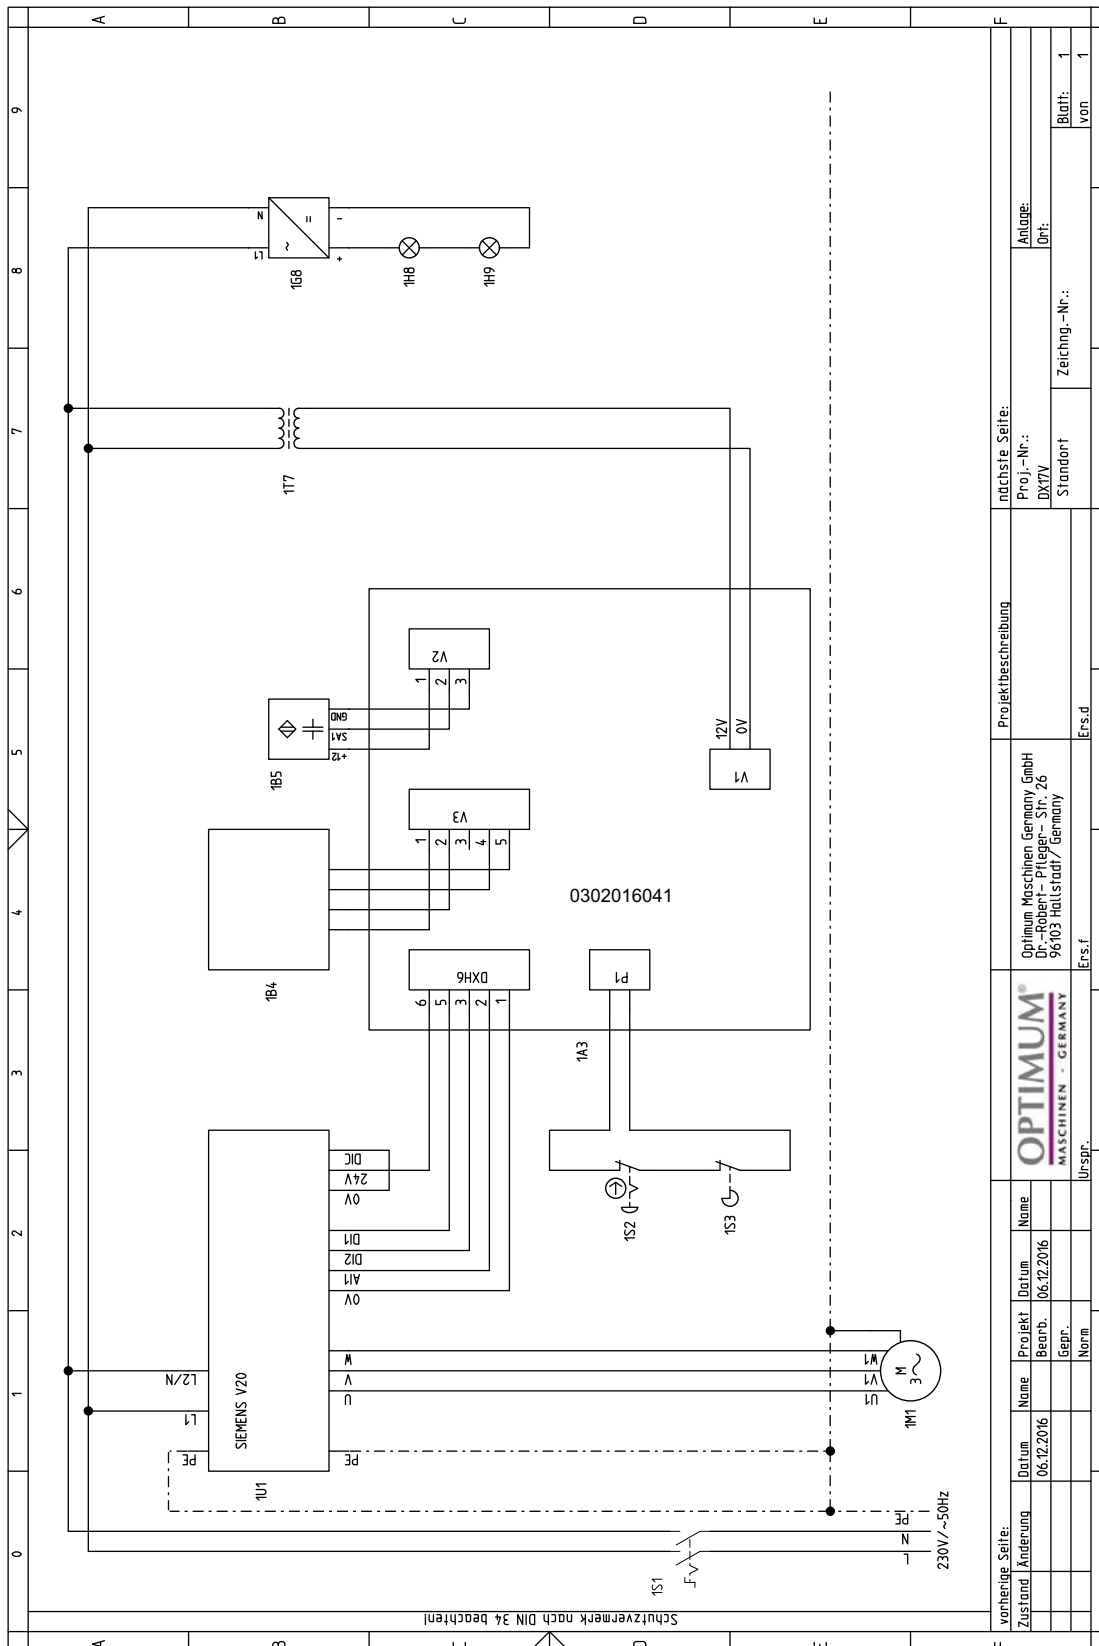 0 1 2 3 4 5 6 7 8 9
A
B
C
D
E
F
Schutzvermerk nach DIN 34 beachten!
PE
L1
L2/N
SIEMENS V20
1U1
PE
U
V
W
0V
AI1
DI2
DI1
0V
24V
DIC
1S1
L
N
PE
230V/~50Hz
U1
V1
W1
M
3~
1M1
1S2
1S3
1A3
P1
DXH6
6
5
3
2
1
1B4
V3
1
2
3
4
5
0302016041
1B5
+12
SA1
GND
V2
1
2
3
V1
12V
0V
1T7
L1
N
~
=
+
-
1G8
1H8
1H9
vorherige Seite:
Zustand Änderung Datum Name
06.12.2016
Projekt Datum Name
Bearb. 06.12.2016
Gepr.
Norm
Urspr.
OPTIMUM®
MASCHINEN - GERMANY
Optimum Maschinen Germany GmbH
Dr.-Robert- Pfleger- Str. 26
96103 Hallstadt/ Germany
Ers.f
Ers.d
Projektbeschreibung
nächste Seite:
Proj.-Nr.:
DX17V
Standort
Zeichng.-Nr.:
Anlage:
Ort:
Blatt: 1
von 1